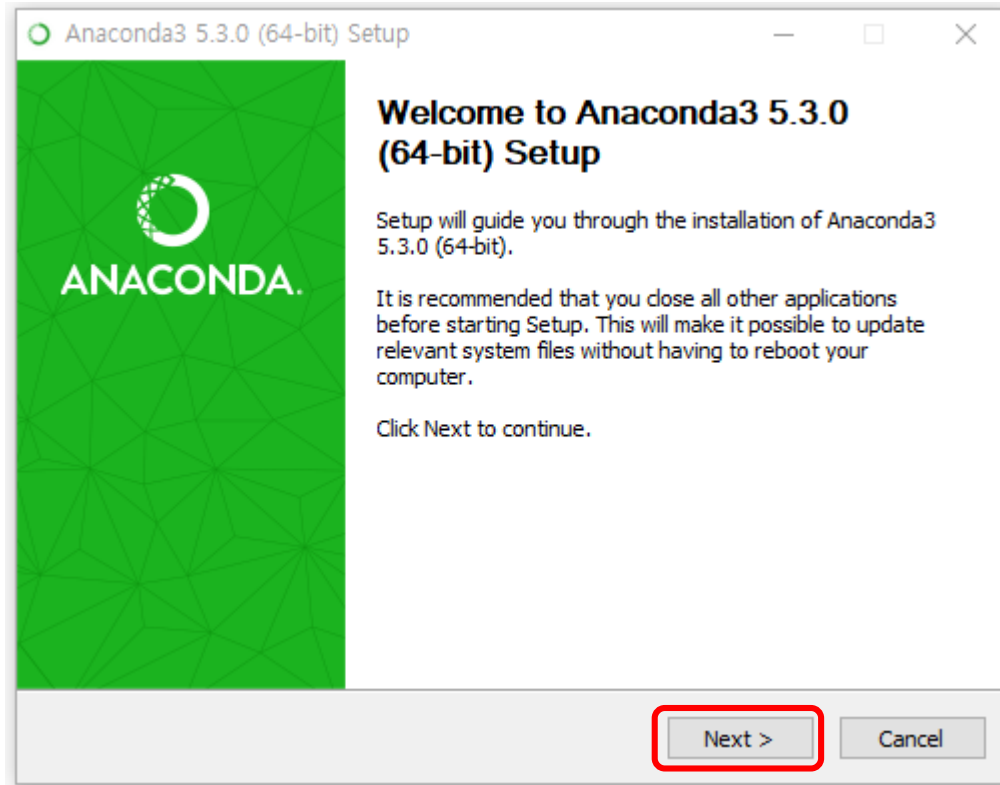 Anaconda3 5.3.0 (64-bit) Setup
ANACONDA.
Welcome to Anaconda3 5.3.0
(64-bit) Setup
Setup will guide you through the installation of Anaconda3
5.3.0 (64-bit).
It is recommended that you close all other applications
before starting Setup. This will make it possible to update
relevant system files without having to reboot your
computer.
Click Next to continue.
Next >
Cancel